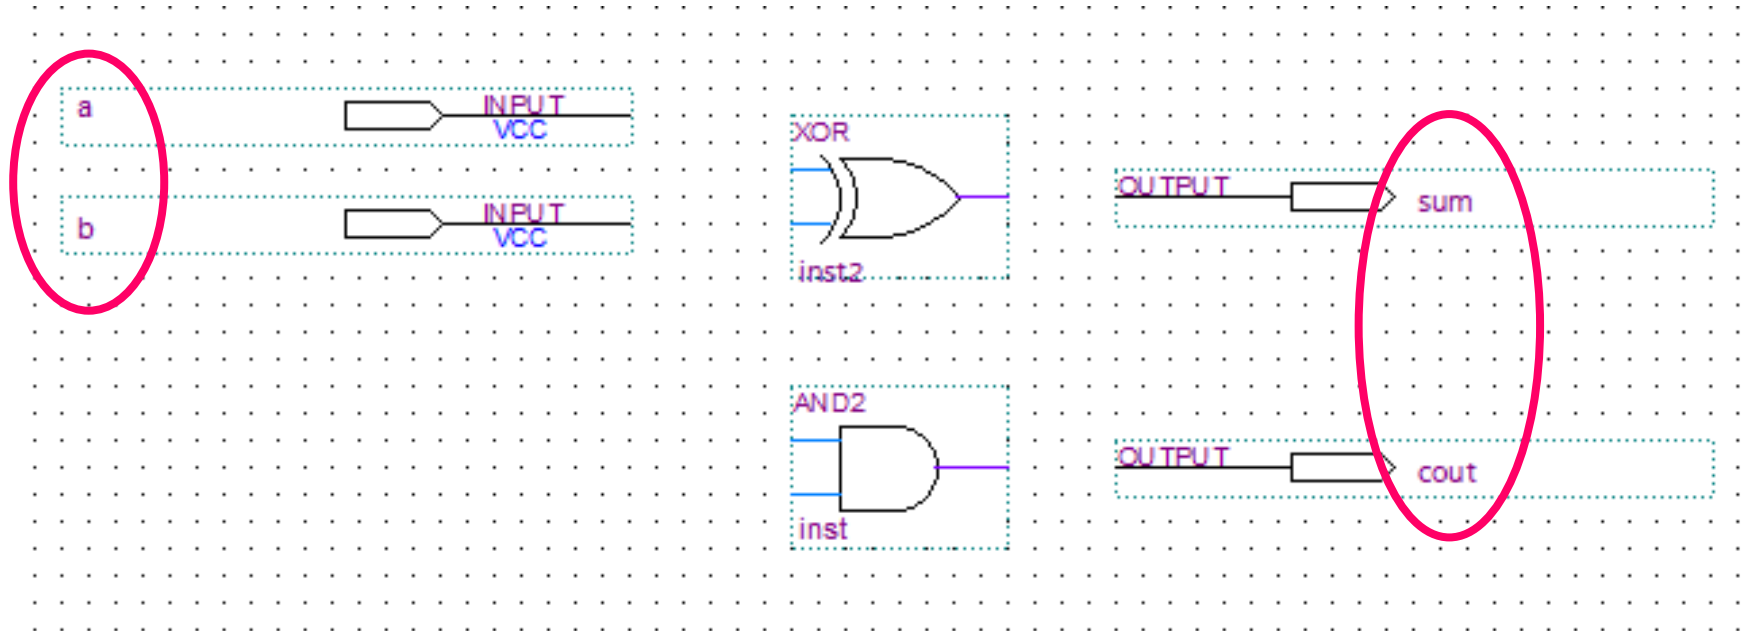 a
INPUT
VCC
b
INPUT
VCC
XOR
inst2
AND2
inst
OUTPUT
sum
OUTPUT
cout